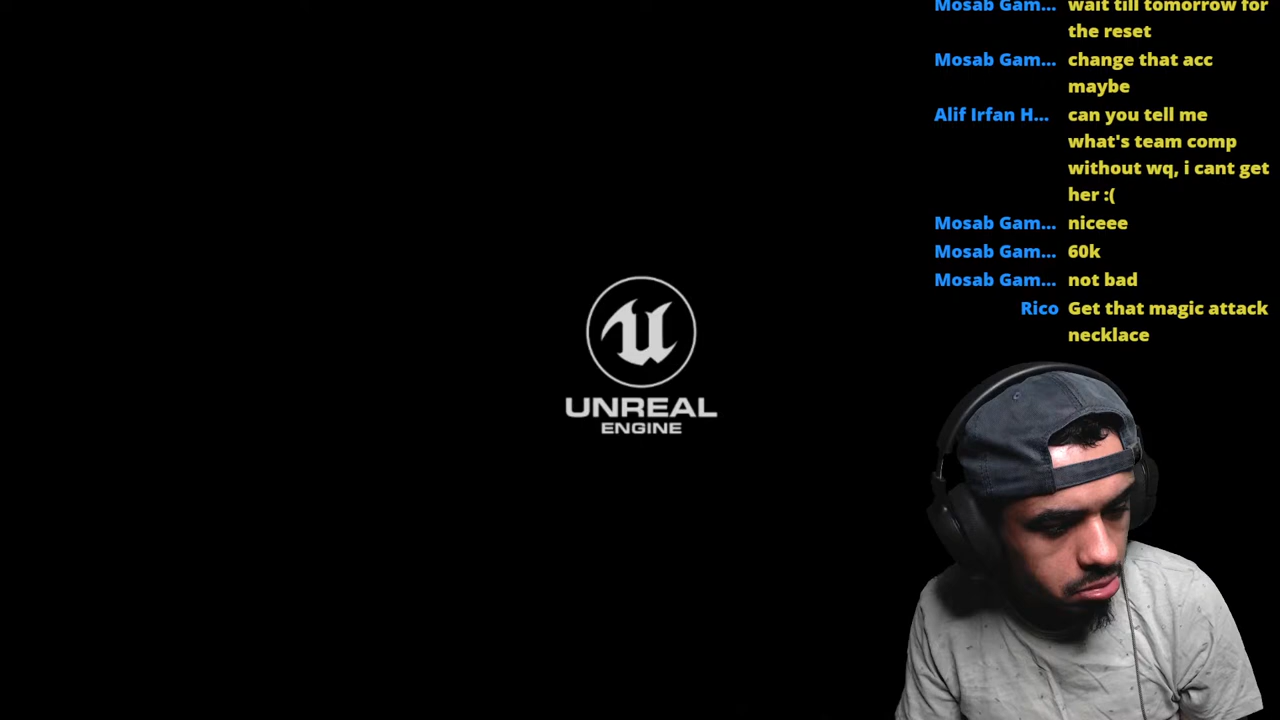 Mosab Gam... wait till tomorrow for
the reset
Mosab Gam... change that acc
maybe
Alif Irfan H... can you tell me
what's team comp
without wq, i cant get
her :(
Mosab Gam... niceee
Mosab Gam... 60k
Mosab Gam... not bad
Rico Get that magic attack
necklace
UNREAL
ENGINE